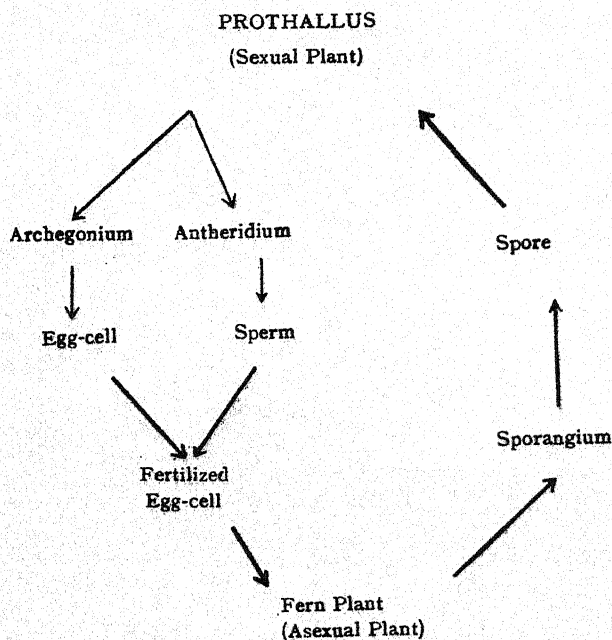 PROTHALLUS
(Sexual Plant)
Archegonium
Antheridium
Spore
Egg-cell
Sperm
Sporangium
Fertilized
Egg-cell
Fern Plant
(Asexual Plant)